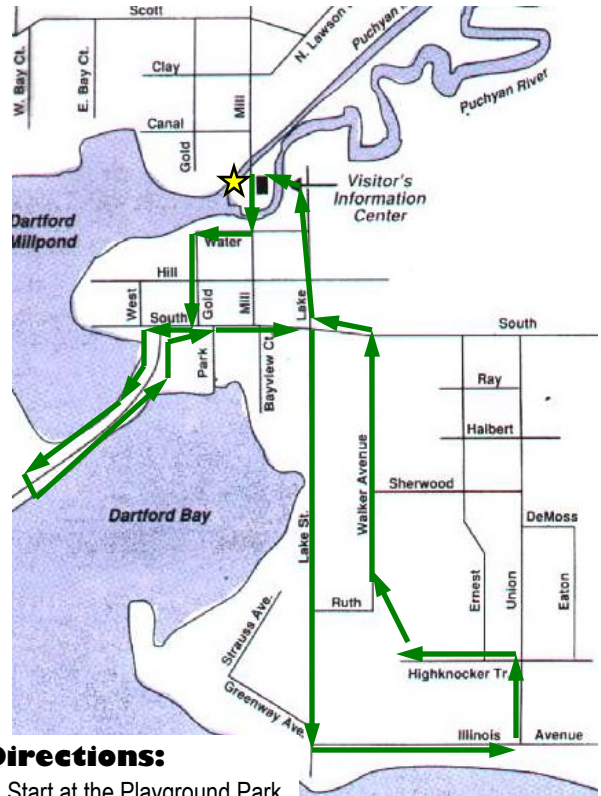 Scott
W. Bay Ct.
E. Bay Ct.
N. Lawson
Puchyan
Clay
Puchyan River
Canal
Gold
Mill
Visitor's
Information
Center
Dartford
Millpond
Water
Hill
West
South
Gold
Mill
Lake
South
Park
Bayview Ct.
Ray
Halbert
Walker Avenue
Sherwood
Dartford Bay
Lake St.
DeMoss
Ernest
Union
Eaton
Ruth
Strauss Ave.
Greenway Ave.
Highknocker Tr.
Illinois Avenue
Directions:
Start at the Playground Park